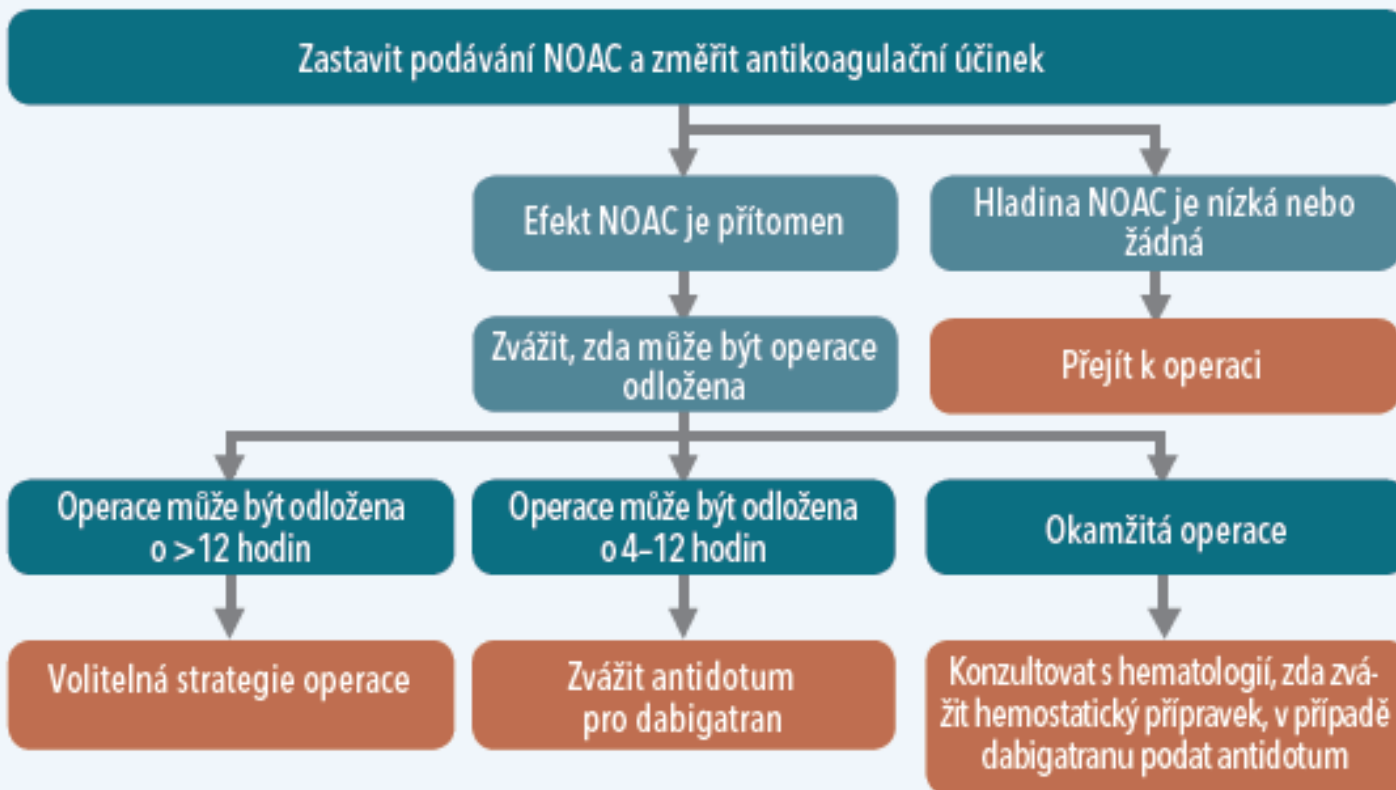 Zastavit podávání NOAC a změřit antikoagulační účinek
Efekt NOAC je přítomen
Hladina NOAC je nízká nebo
žádná
Zvážit, zda může být operace
odložena
Přejít k operaci
Operace může být odložena
o >12 hodin
Operace může být odložena
o 4–12 hodin
Okamžitá operace
Volitelná strategie operace
Zvážit antidotum
pro dabigatran
Konzultovat s hematologií, zda zvá-
žit hemostatický přípravek, v případě
dabigatranu podat antidotum